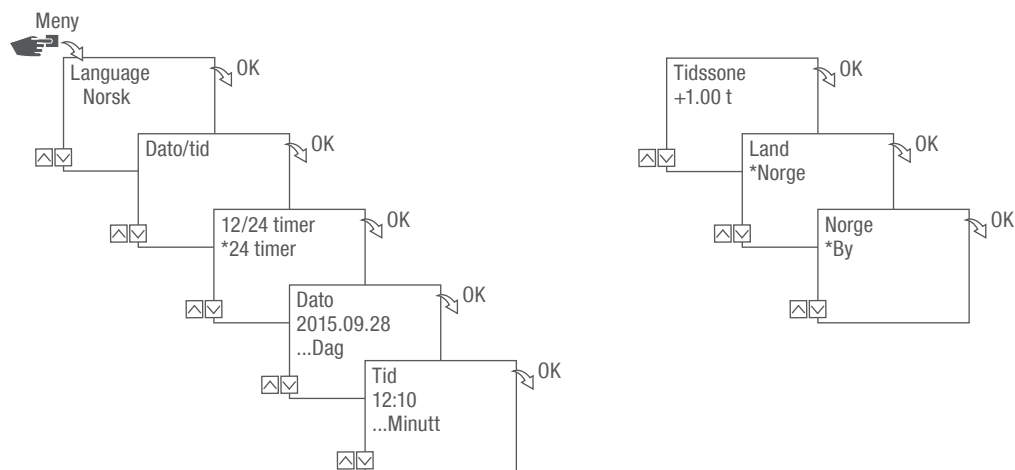 Meny
Language
Norsk
OK
Dato/tid
OK
12/24 timer
*24 timer
OK
Dato
2015.09.28
...Dag
OK
Tid
12:10
...Minutt
OK
Tidssone
+1.00 t
OK
Land
*Norge
OK
Norge
*By
OK